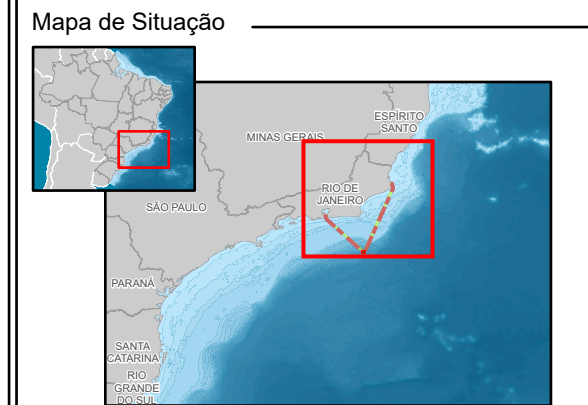 Mapa de Situação
ESPÍRITO
SANTO
MINAS GERAIS
RIO DE
JANEIRO
SÃO PAULO
PARANÁ
SANTA
CATARINA
RIO
GRANDE
DO SUL